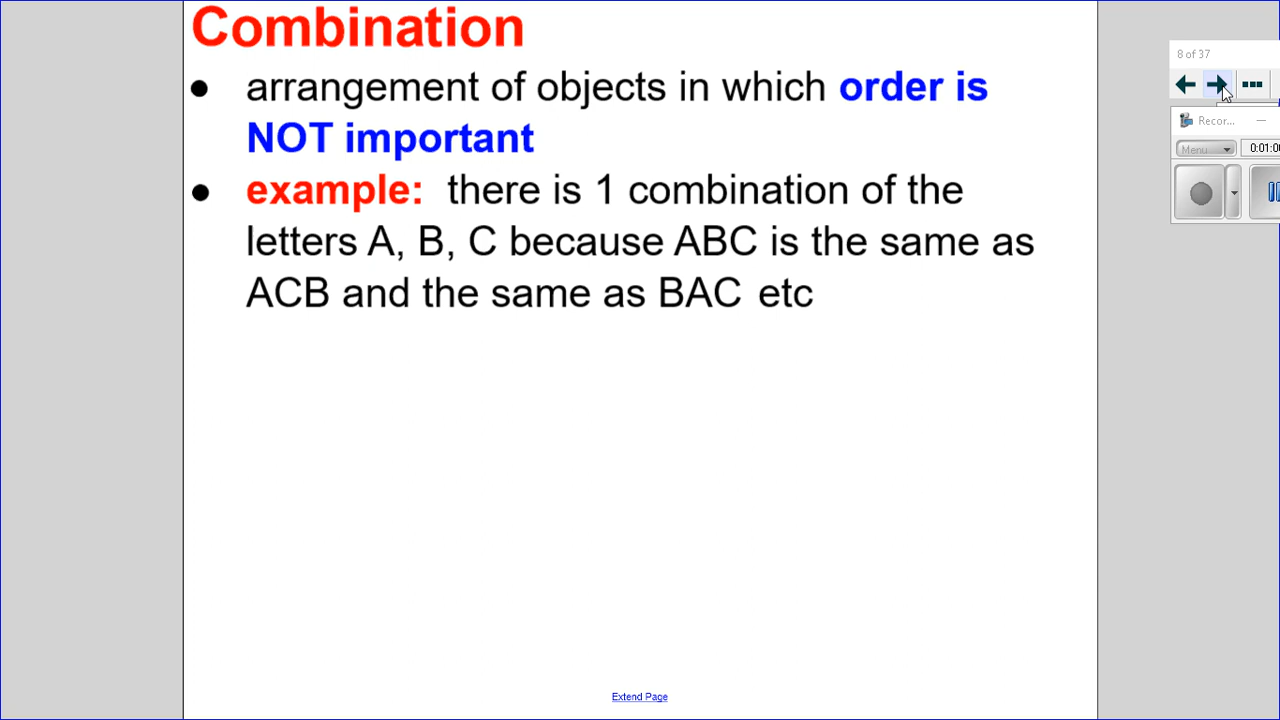 Combination
● arrangement of objects in which order is
NOT important
● example: there is 1 combination of the
letters A, B, C because ABC is the same as
ACB and the same as BAC etc
Extend Page
8 of 37
Recor...
Menu